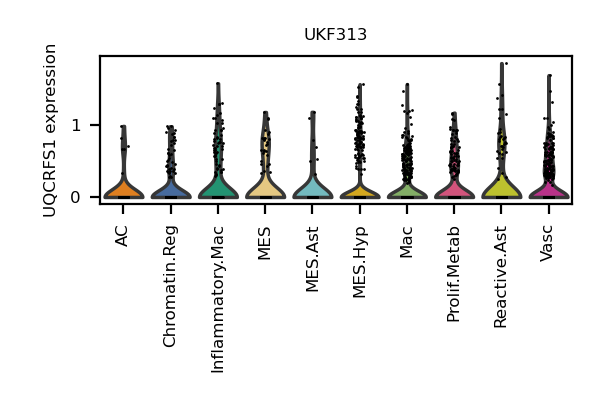 UKF313
UQCRFS1 expression
1
0
AC
Chromatin.Reg
Inflammatory.Mac
MES
MES.Ast
MES.Hyp
Mac
Prolif.Metab
Reactive.Ast
Vasc